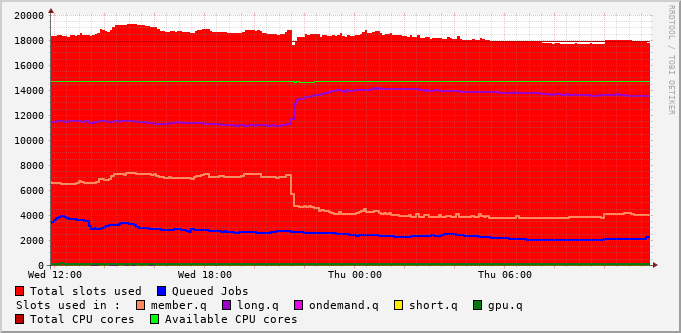 20000
18000
16000
14000
12000
10000
8000
6000
4000
2000
0
Wed 12:00 Wed 18:00 Thu 00:00 Thu 06:00
Total slots used Queued Jobs
Slots used in : member.q long.q ondemand.q short.q gpu.q
Total CPU cores Available CPU cores
RRDTOOL / TOBI OETIKER